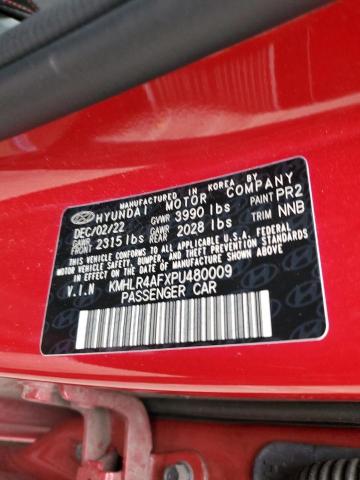 MANUFACTURED IN KOREA BY
HYUNDAI MOTOR COMPANY
DEC/02/22 GVWR 3990 lbs PAINT PR2
GAWR FRONT 2315 lbs GAWR REAR 2028 lbs TRIM NNB
THIS VEHICLE CONFORMS TO ALL APPLICABLE FEDERAL
MOTOR VEHICLE SAFETY, BUMPER, AND THEFT PREVENTION
STANDARDS IN EFFECT ON THE DATE OF MANUFACTURE SHOWN ABOVE.
V.I.N KMHLR4AFXPU480009
PASSENGER CAR